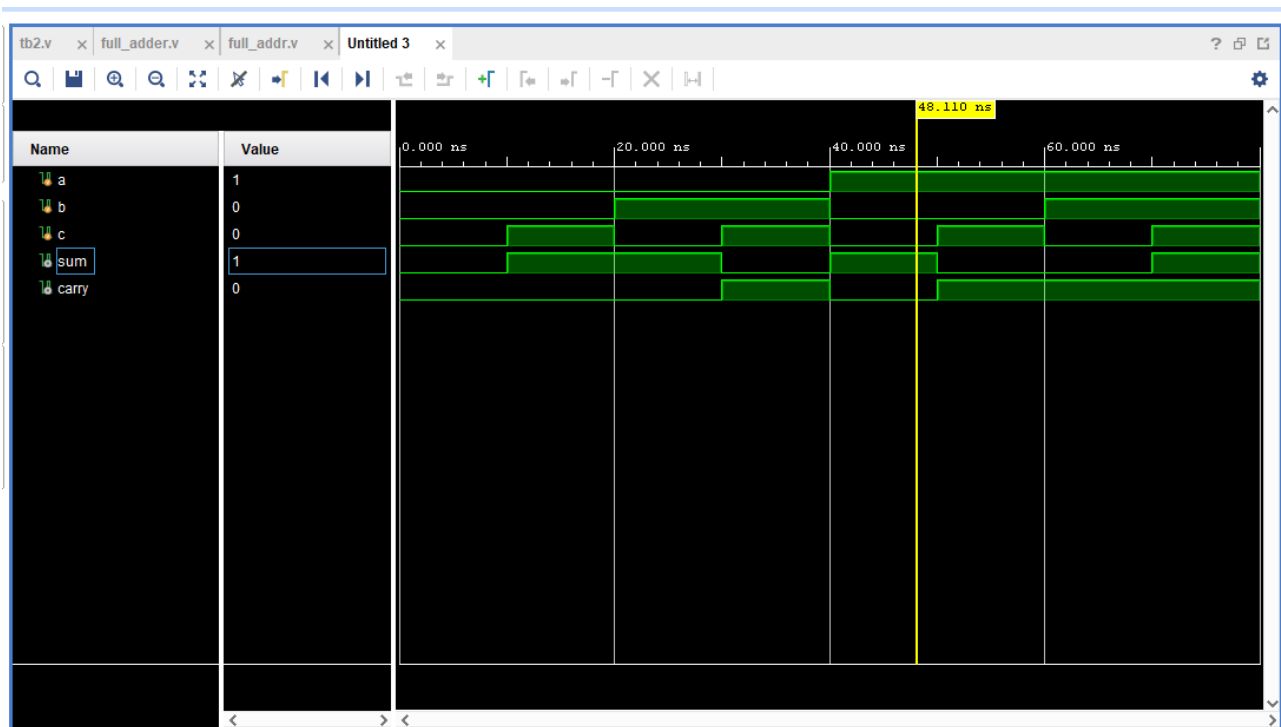 tb2.v full_adder.v full_addr.v Untitled 3 ?
48.110 ns
Name Value 0.000 ns 20.000 ns 40.000 ns 60.000 ns
a 1
b 0
c 0
sum 1
carry 0